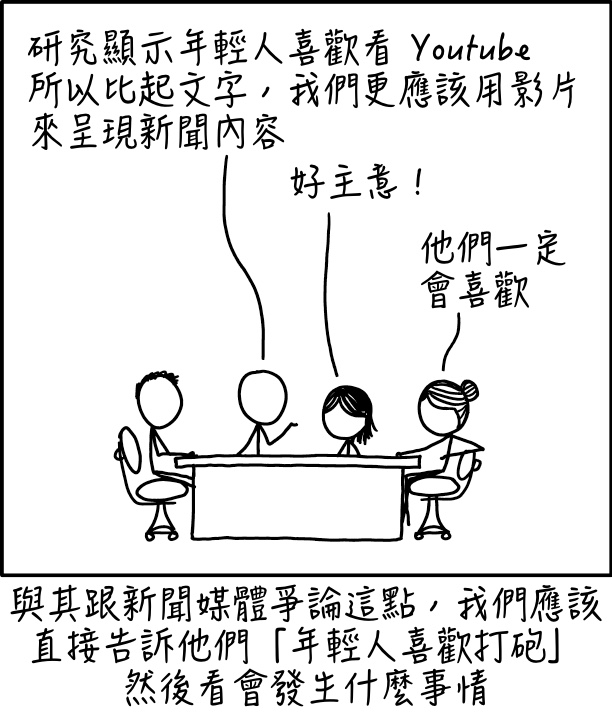 研究顯示年輕人喜歡看 Youtube
所以比起文字，我們更應該用影片
來呈現新聞內容
好主意！
他們一定
會喜歡
與其跟新聞媒體爭論這點，我們應該
直接告訴他們「年輕人喜歡打砲」
然後看會發生什麼事情